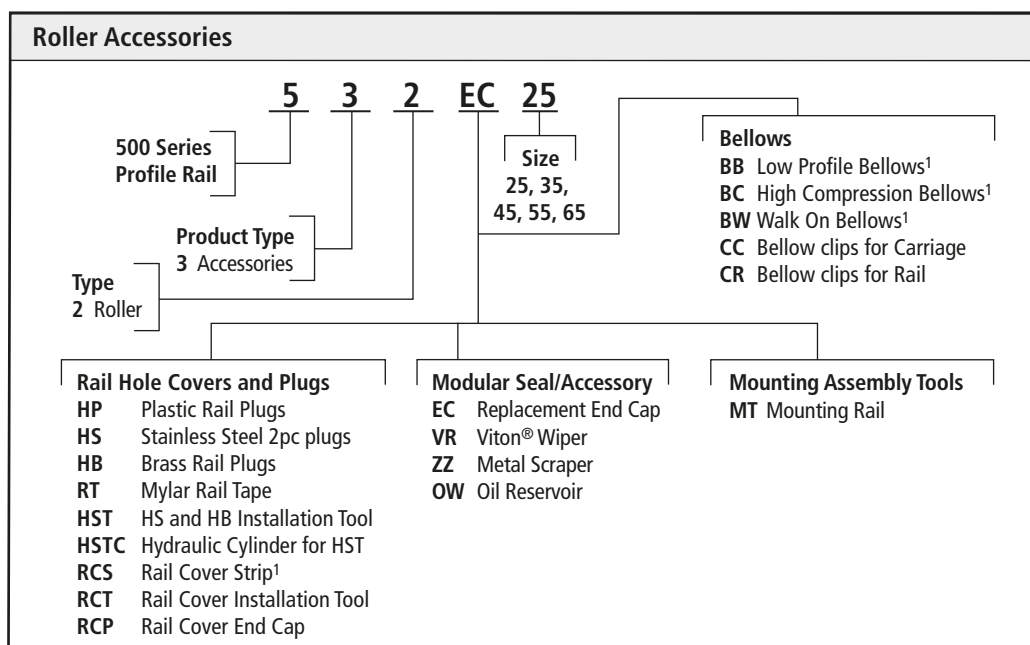 Roller Accessories
5 3 2 EC 25
500 Series
Profile Rail
Size
25, 35,
45, 55, 65
Product Type
3 Accessories
Type
2 Roller
Bellows
BB Low Profile Bellows¹
BC High Compression Bellows¹
BW Walk On Bellows¹
CC Bellow clips for Carriage
CR Bellow clips for Rail
Rail Hole Covers and Plugs
HP Plastic Rail Plugs
HS Stainless Steel 2pc plugs
HB Brass Rail Plugs
RT Mylar Rail Tape
HST HS and HB Installation Tool
HSTC Hydraulic Cylinder for HST
RCS Rail Cover Strip¹
RCT Rail Cover Installation Tool
RCP Rail Cover End Cap
Modular Seal/Accessory
EC Replacement End Cap
VR Viton® Wiper
ZZ Metal Scraper
OW Oil Reservoir
Mounting Assembly Tools
MT Mounting Rail